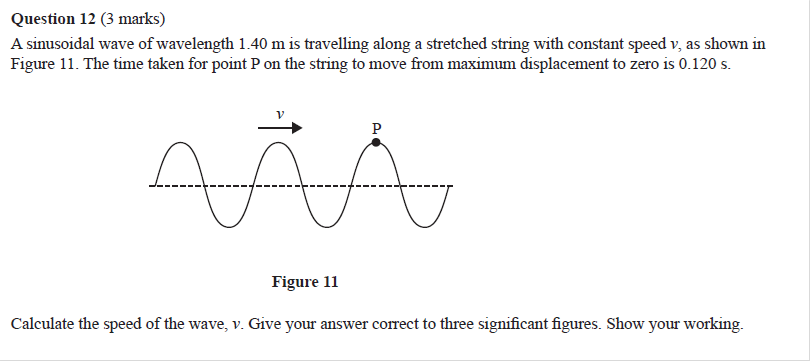 Question 12 (3 marks)
A sinusoidal wave of wavelength 1.40 m is travelling along a stretched string with constant speed v, as shown in
Figure 11. The time taken for point P on the string to move from maximum displacement to zero is 0.120 s.
v
P
Figure 11
Calculate the speed of the wave, v. Give your answer correct to three significant figures. Show your working.